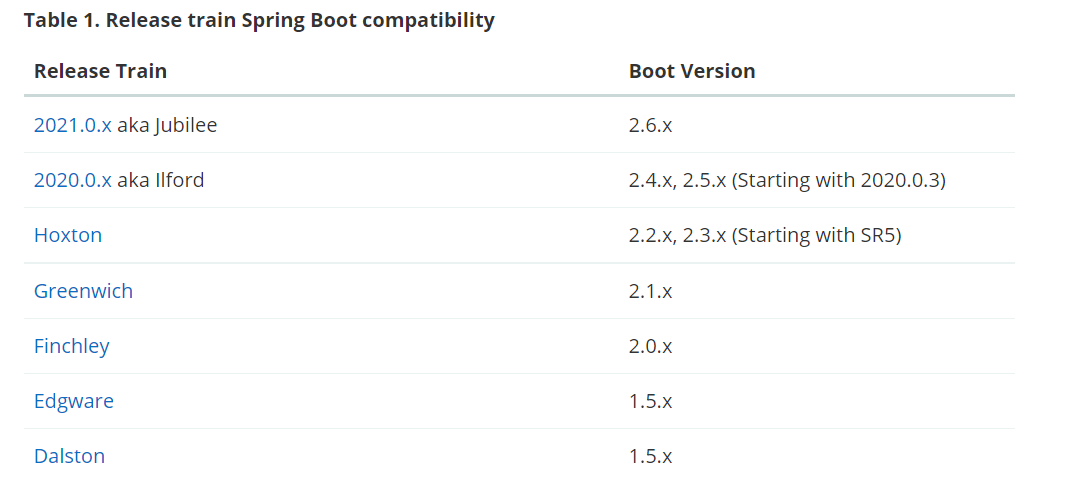 Table 1. Release train Spring Boot compatibility
Release Train Boot Version
2021.0.x aka Jubilee 2.6.x
2020.0.x aka Ilford 2.4.x, 2.5.x (Starting with 2020.0.3)
Hoxton 2.2.x, 2.3.x (Starting with SR5)
Greenwich 2.1.x
Finchley 2.0.x
Edgware 1.5.x
Dalston 1.5.x